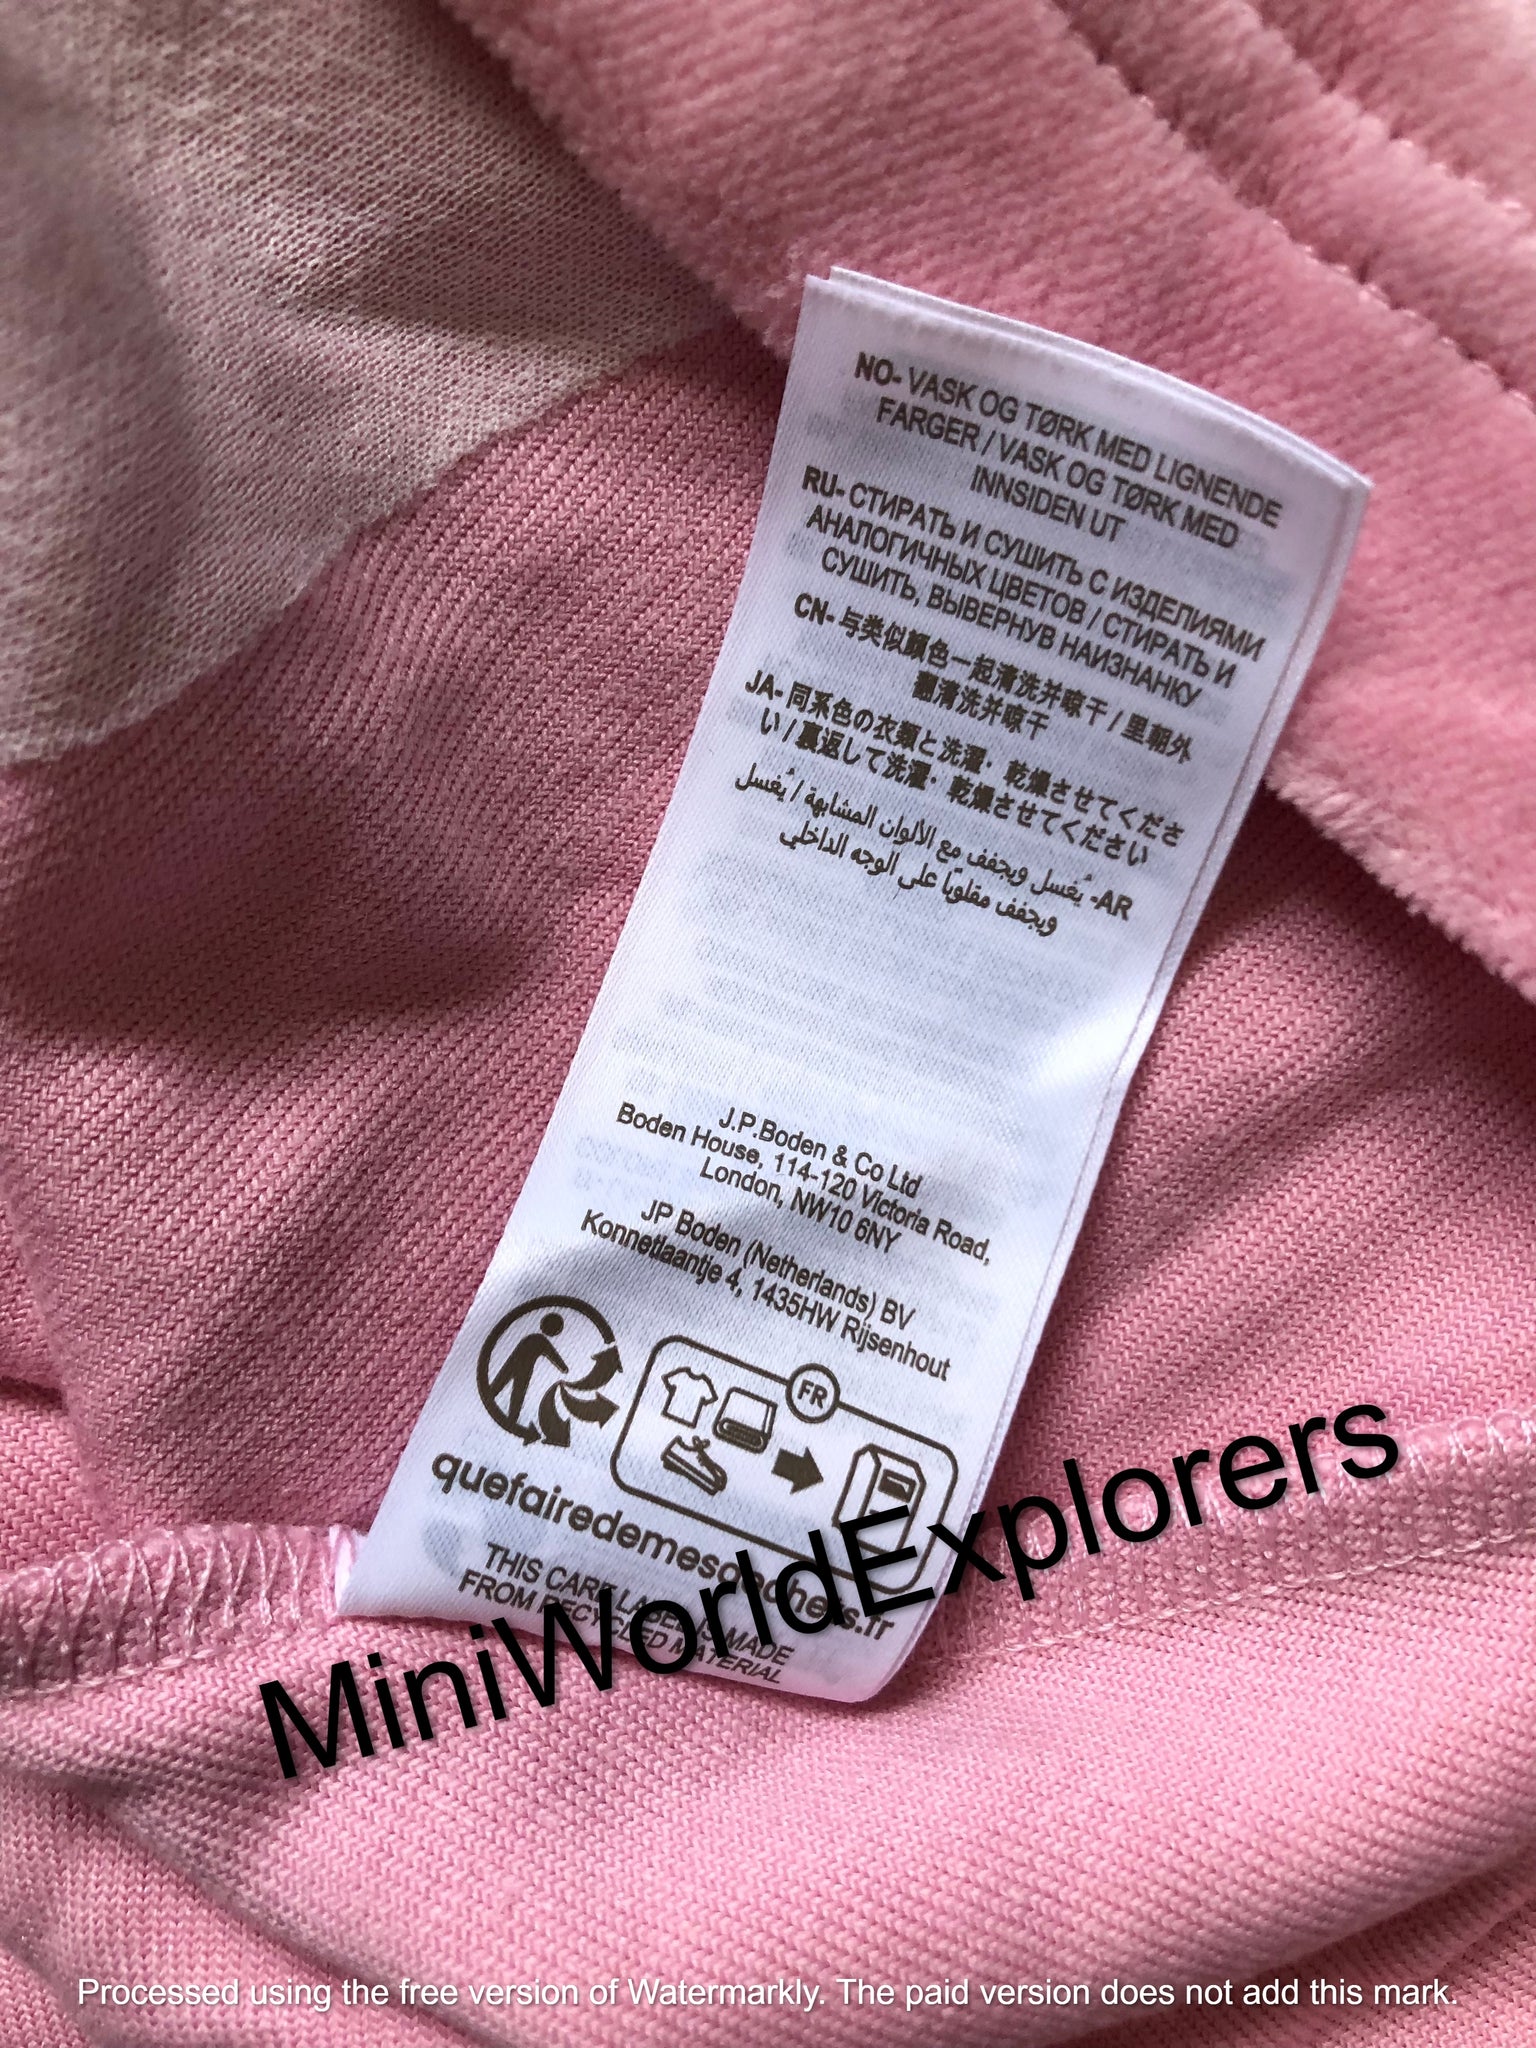 NO- VASK OG TØRK MED LIGNENDE
FARGER / VASK OG TØRK MED
INNSIDEN UT
RU- СТИРАТЬ И СУШИТЬ С ИЗДЕЛИЯМИ
АНАЛОГИЧНЫХ ЦВЕТОВ / СТИРАТЬ И
СУШИТЬ, ВЫВЕРНУВ НАИЗНАНКУ
CN- 与类似颜色一起清洗并晾干 / 里朝外
翻清洗并晾干
JA- 同系色の衣類と洗濯・乾燥させてくださ
い / 裏返して洗濯・乾燥させてください
AR- يُغسل ويجفف مع الألوان المشابهة / يُغسل
ويجفف مقلوبًا على الوجه الداخلي
J.P.Boden & Co Ltd
Boden House, 114-120 Victoria Road,
London, NW10 6NY
JP Boden (Netherlands) BV
Konnetlaantje 4, 1435HW Rijsenhout
FR
quefairedemesdechets.fr
THIS CARE LABEL IS MADE
FROM RECYCLED MATERIAL
MiniWorldExplorers
Processed using the free version of Watermarkly. The paid version does not add this mark.